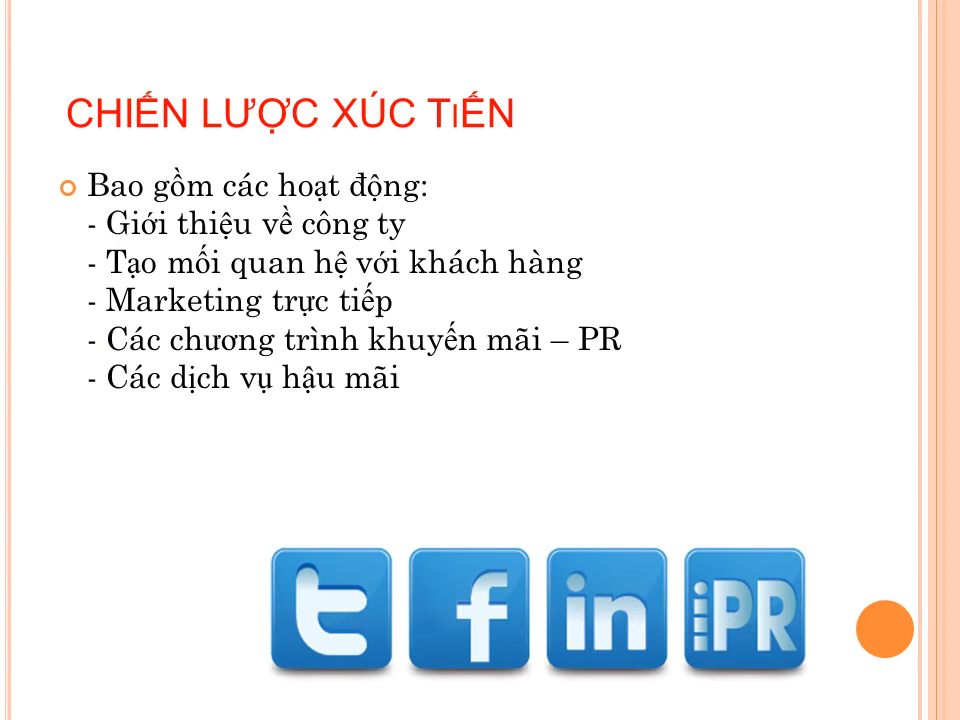 CHIẾN LƯỢC XÚC TIẾN
Bao gồm các hoạt động:
- Giới thiệu về công ty
- Tạo mối quan hệ với khách hàng
- Marketing trực tiếp
- Các chương trình khuyến mãi – PR
- Các dịch vụ hậu mãi
t f in iPR